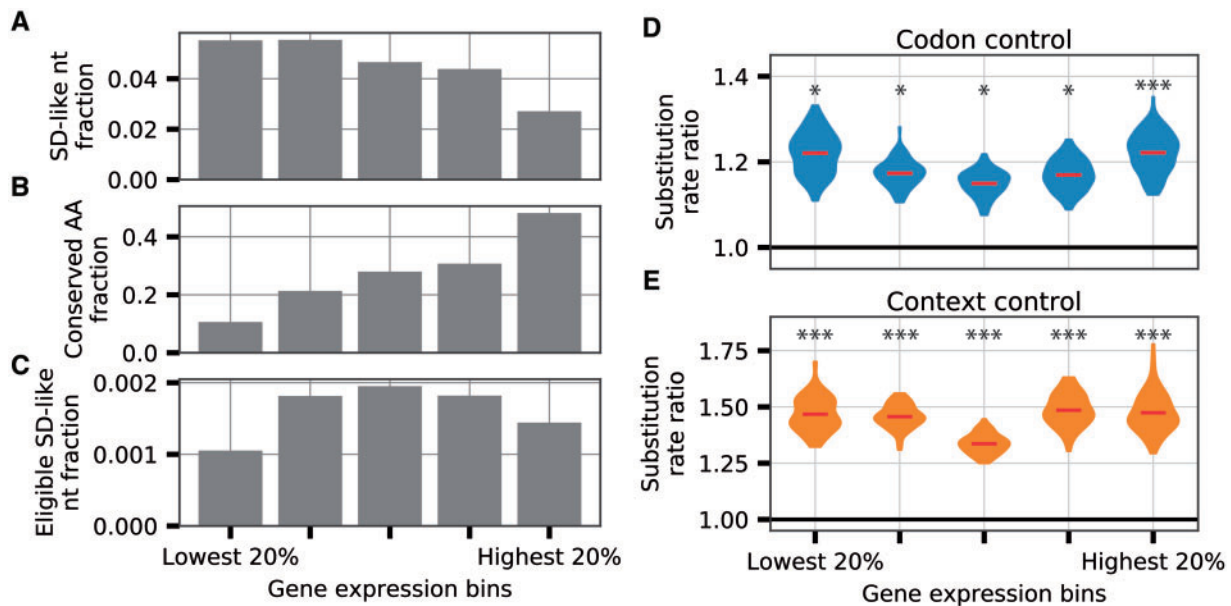 A
SD-like nt
fraction
0.04
0.02
0.00
B
Conserved AA
fraction
0.4
0.2
0.0
C
Eligible SD-like
nt fraction
0.002
0.001
0.000
Lowest 20%
Highest 20%
Gene expression bins
D
Codon control
Substitution
rate ratio
1.4
1.2
1.0
* * * * ***
E
Context control
Substitution
rate ratio
1.75
1.50
1.25
1.00
*** *** *** *** ***
Lowest 20%
Highest 20%
Gene expression bins